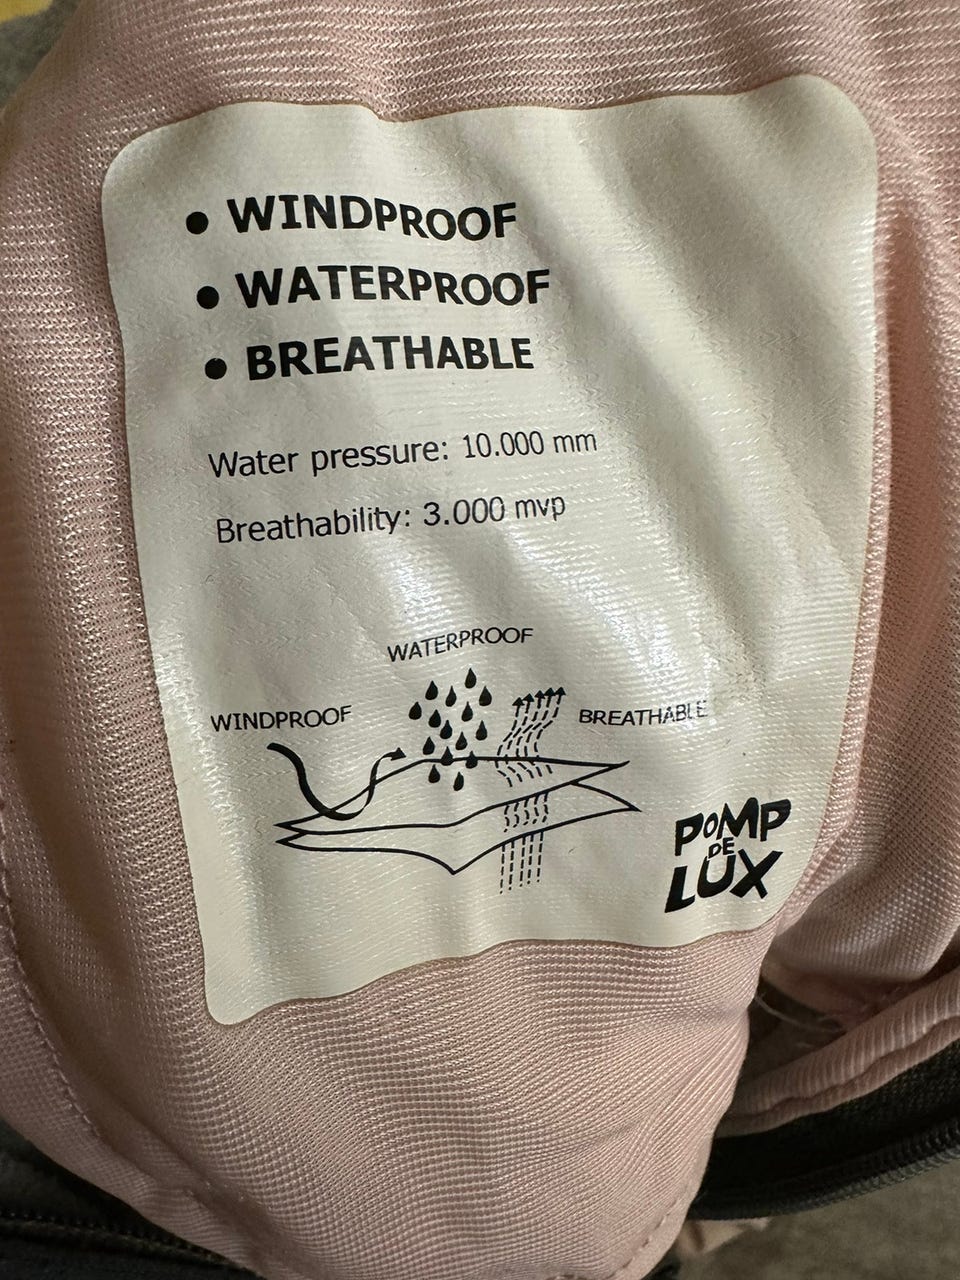 • WINDPROOF
• WATERPROOF
• BREATHABLE
Water pressure: 10.000 mm
Breathability: 3.000 mvp
WATERPROOF
WINDPROOF
BREATHABLE
POMP
DE
LUX